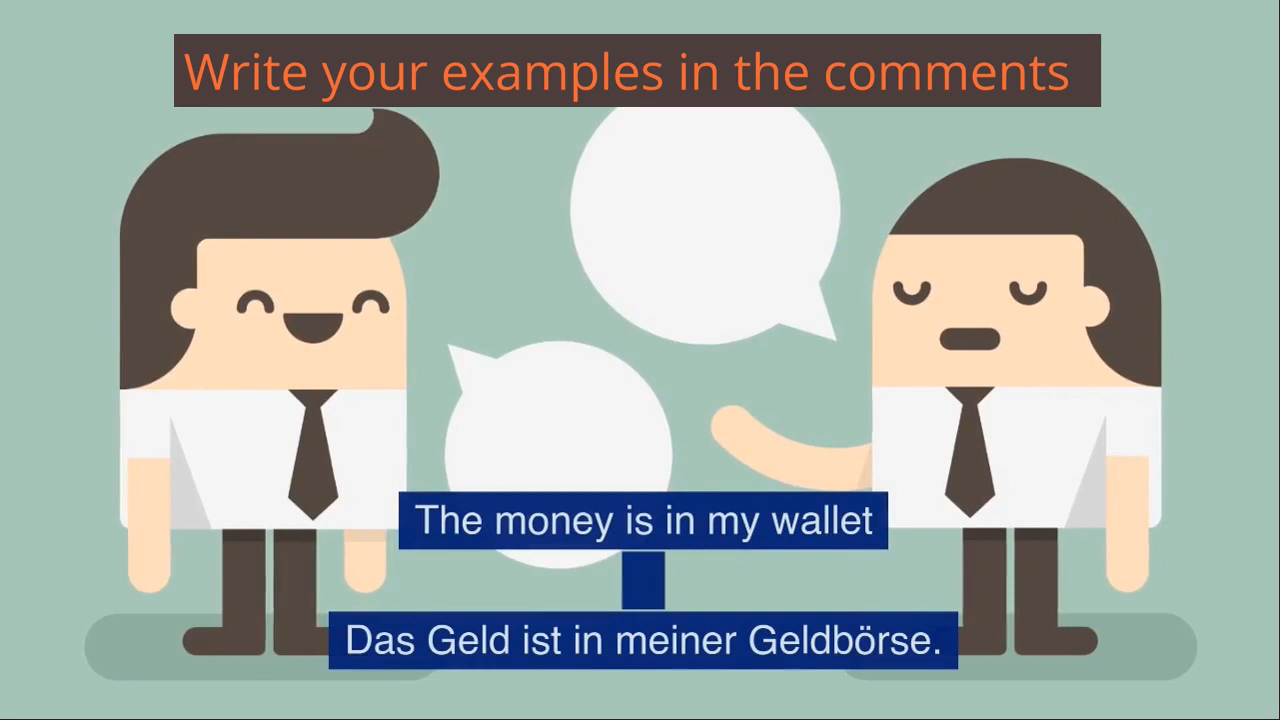 Write your examples in the comments
The money is in my wallet
Das Geld ist in meiner Geldbörse.